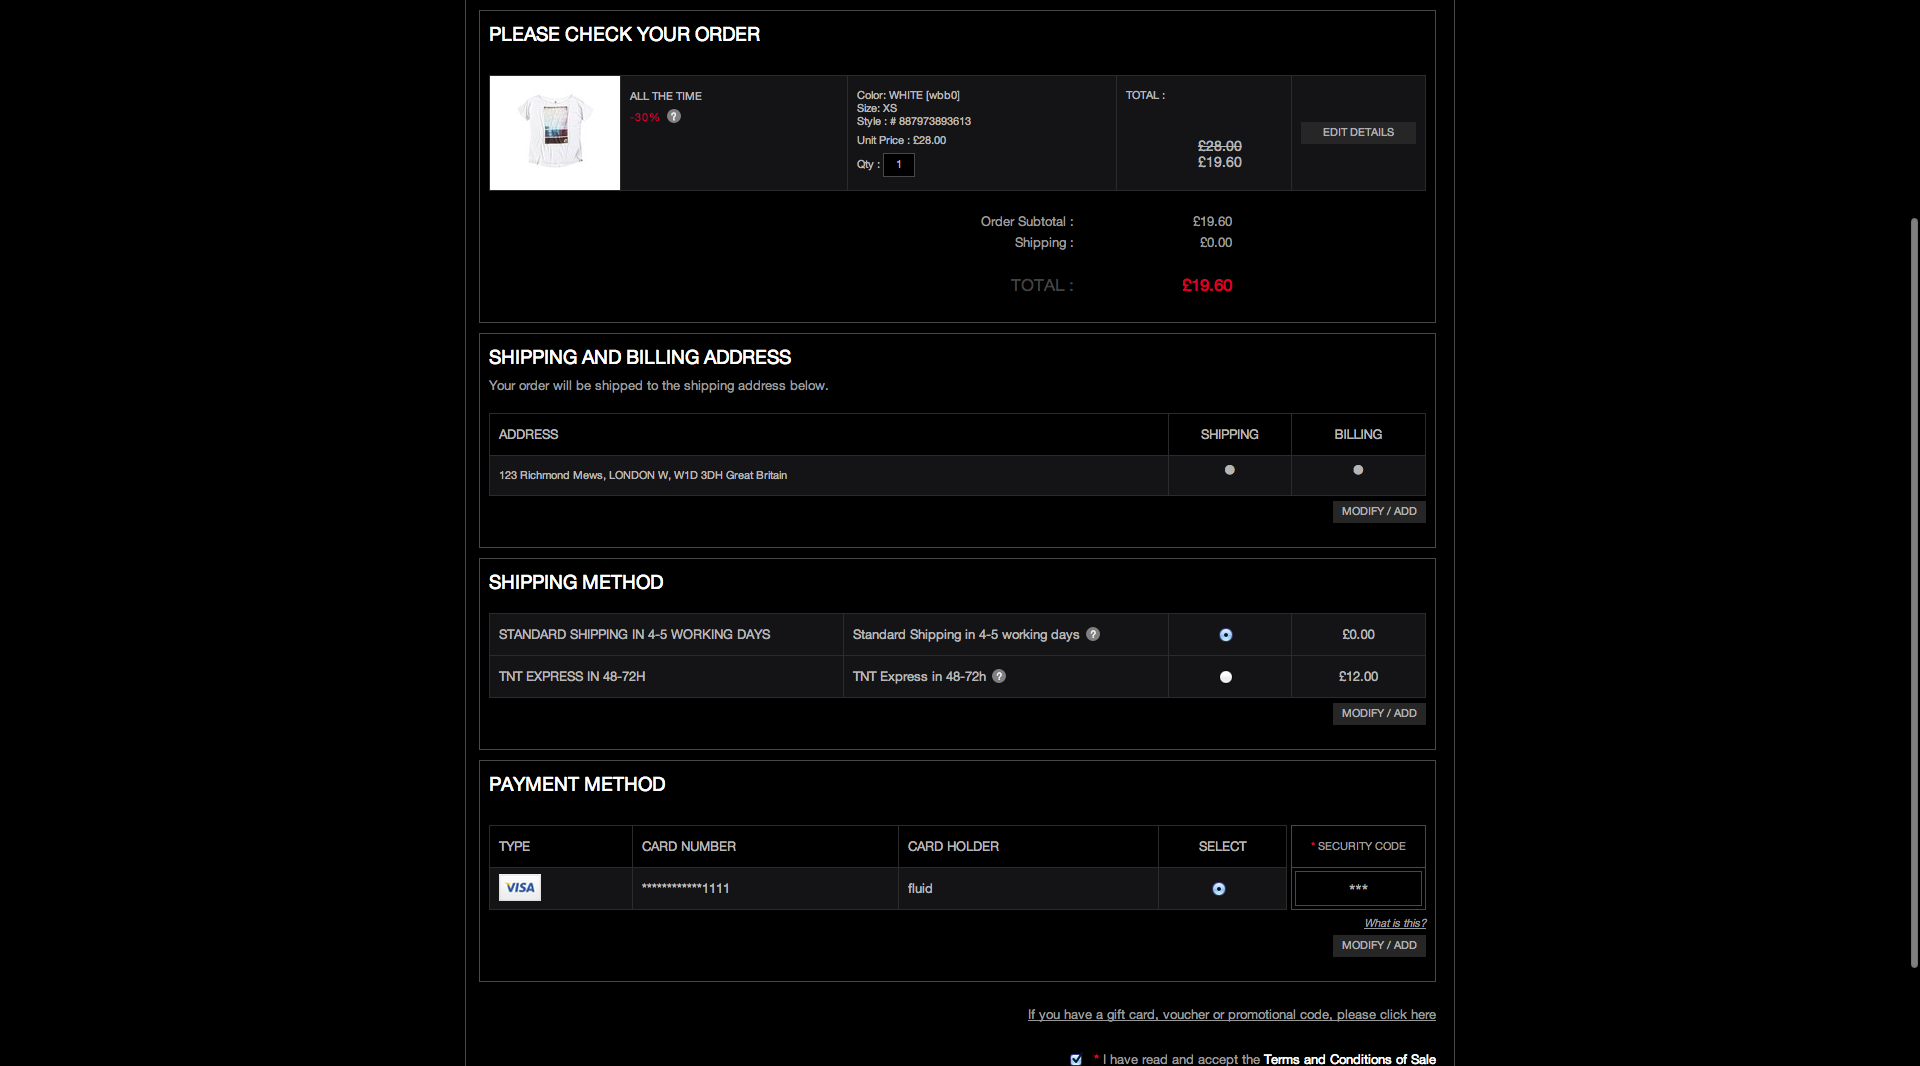 PLEASE CHECK YOUR ORDER
ALL THE TIME
-30% ?
Color: WHITE [wbb0]
Size: XS
Style : # 887973893613
Unit Price : £28.00
Qty : 1
TOTAL :
£28.00
£19.60
EDIT DETAILS
Order Subtotal : £19.60
Shipping : £0.00
TOTAL : £19.60
SHIPPING AND BILLING ADDRESS
Your order will be shipped to the shipping address below.
ADDRESS SHIPPING BILLING
123 Richmond Mews, LONDON W, W1D 3DH Great Britain
MODIFY / ADD
SHIPPING METHOD
STANDARD SHIPPING IN 4-5 WORKING DAYS Standard Shipping in 4-5 working days ? £0.00
TNT EXPRESS IN 48-72H TNT Express in 48-72h ? £12.00
MODIFY / ADD
PAYMENT METHOD
TYPE CARD NUMBER CARD HOLDER SELECT * SECURITY CODE
VISA ************1111 fluid ***
What is this?
MODIFY / ADD
If you have a gift card, voucher or promotional code, please click here
* I have read and accept the Terms and Conditions of Sale